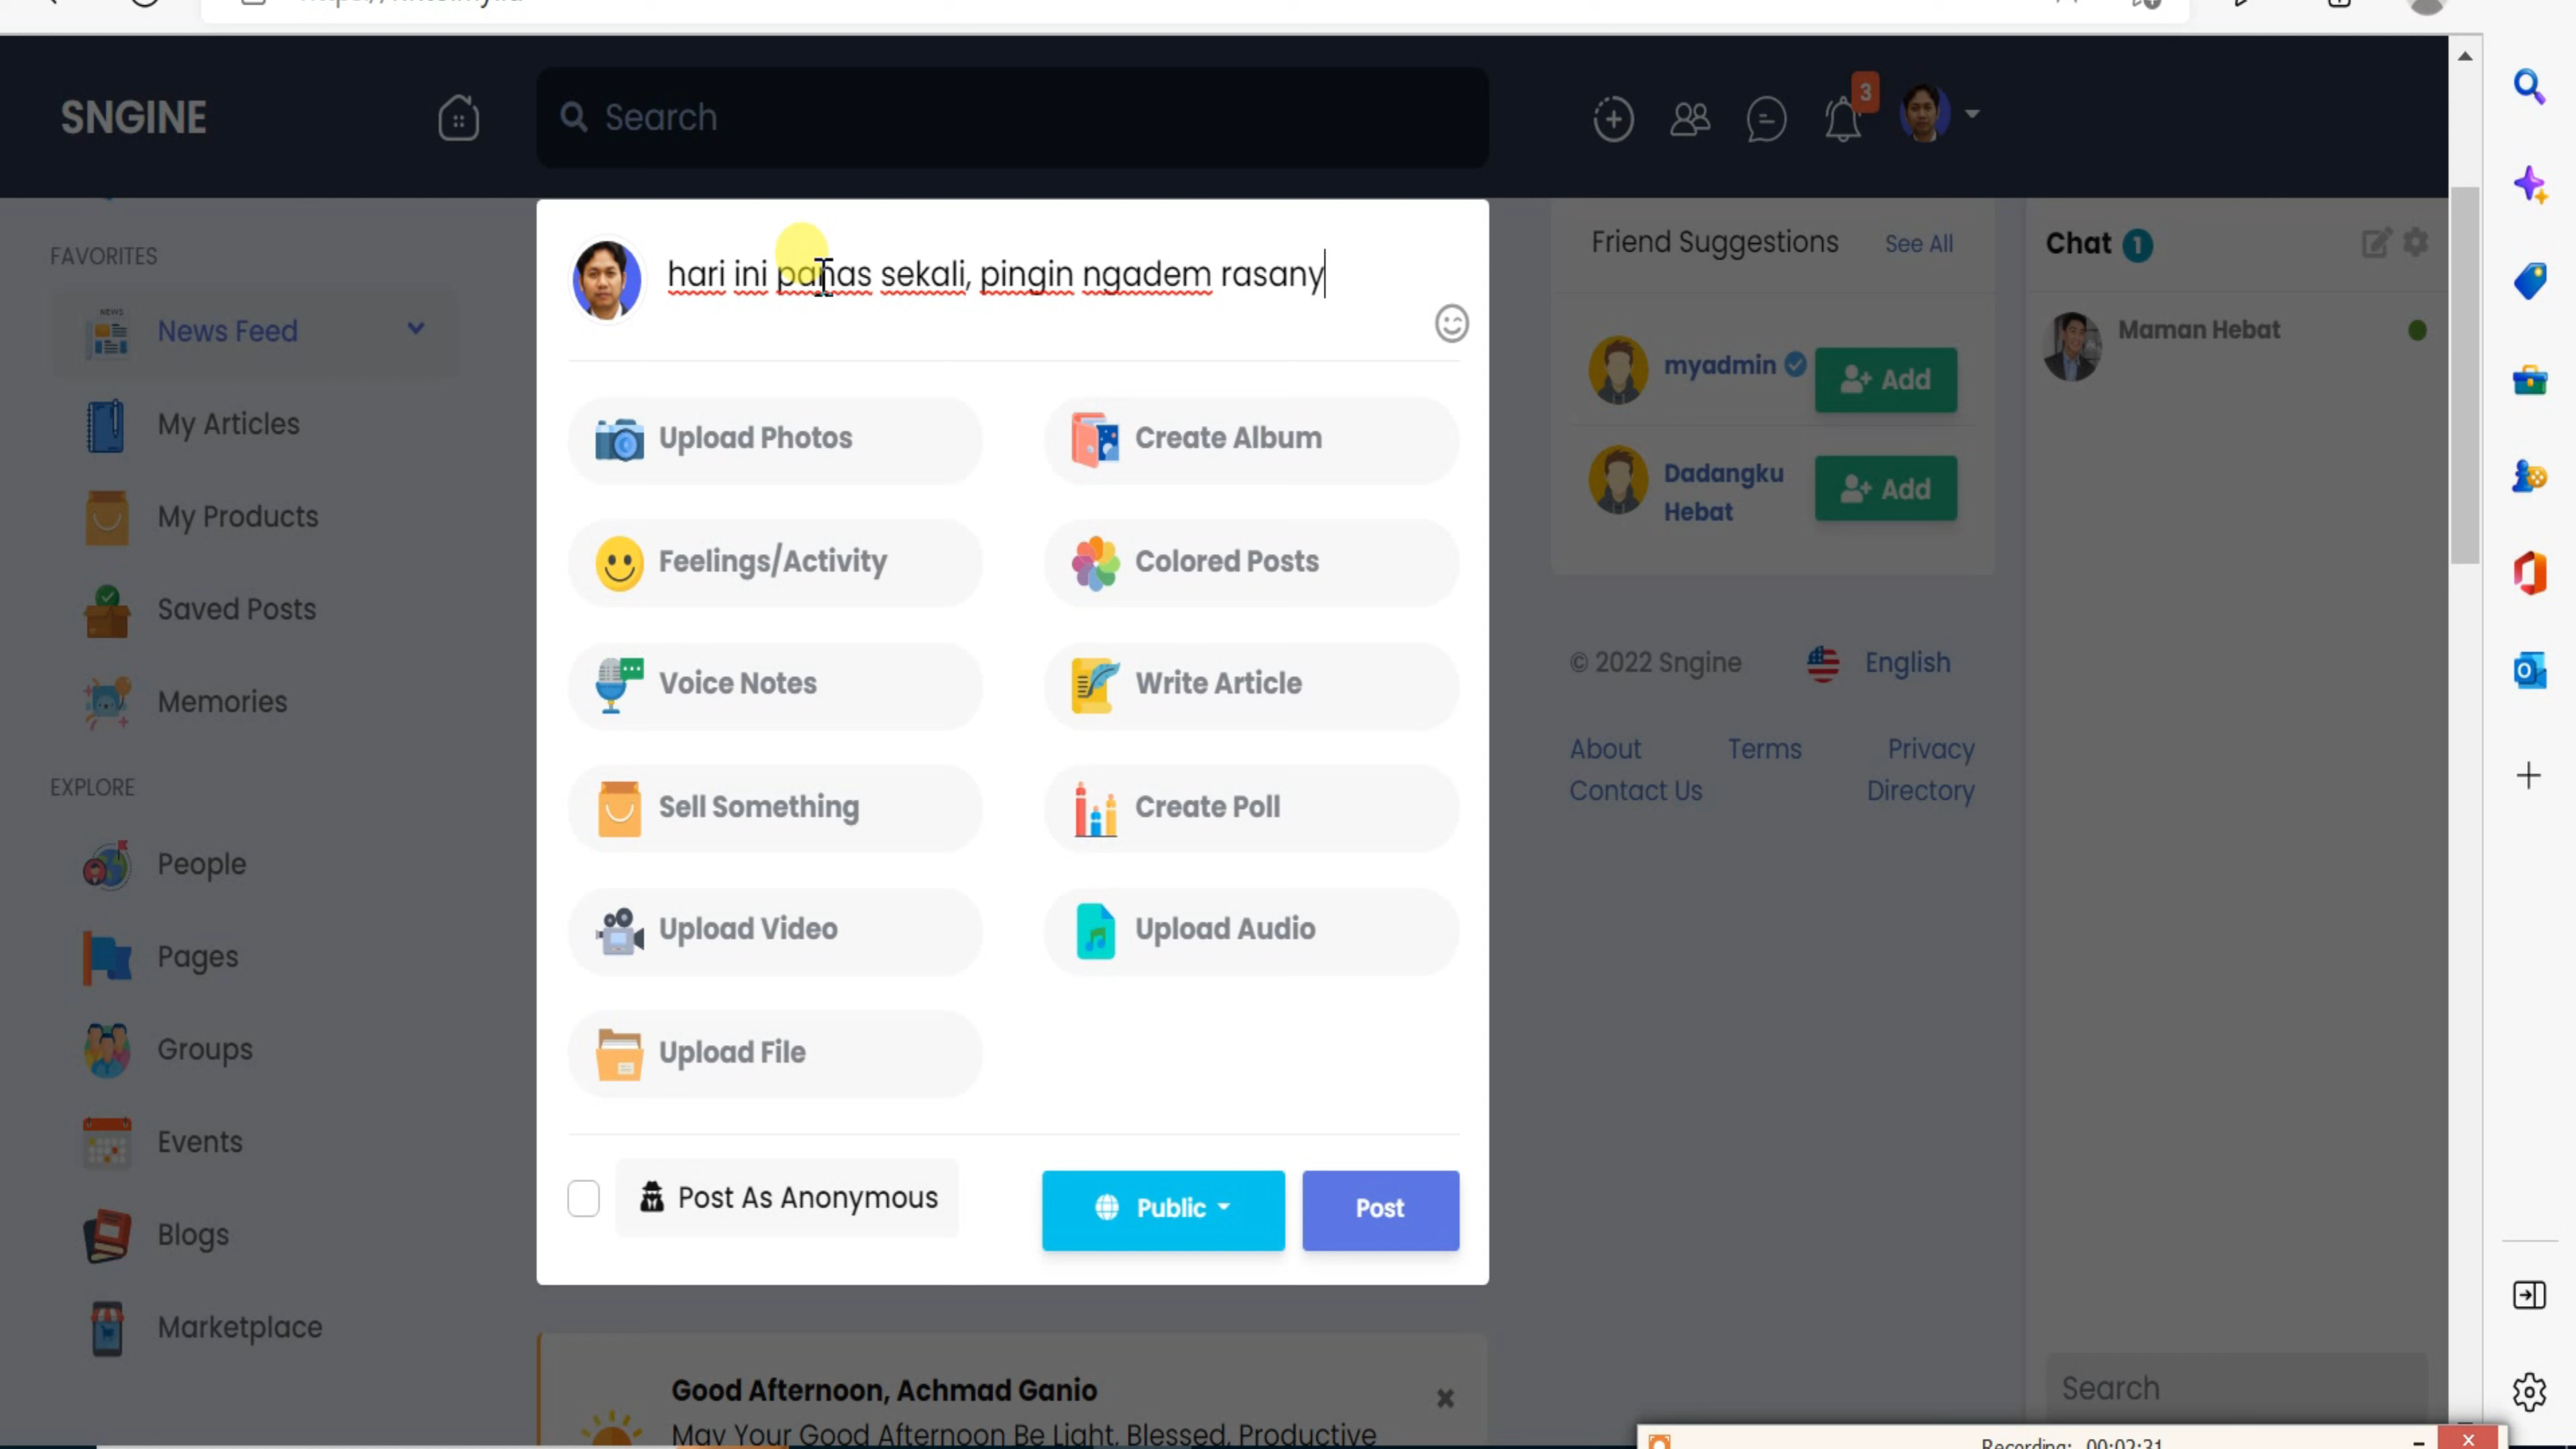 SNGINE
Search
3
FAVORITES
NEWS
News Feed
My Articles
My Products
Saved Posts
Memories
EXPLORE
People
Pages
Groups
Events
Blogs
Marketplace
hari ini panas sekali, pingin ngadem rasany
Upload Photos
Create Album
Feelings/Activity
Colored Posts
Voice Notes
Write Article
Sell Something
Create Poll
Upload Video
Upload Audio
Upload File
Post As Anonymous
Public
Post
Good Afternoon, Achmad Ganio
May Your Good Afternoon Be Light, Blessed, Productive
Friend Suggestions
See All
myadmin
Add
Dadangku
Hebat
Add
© 2022 Sngine
English
About
Terms
Privacy
Contact Us
Directory
Chat 1
Maman Hebat
Search
Recording: 00:02:31